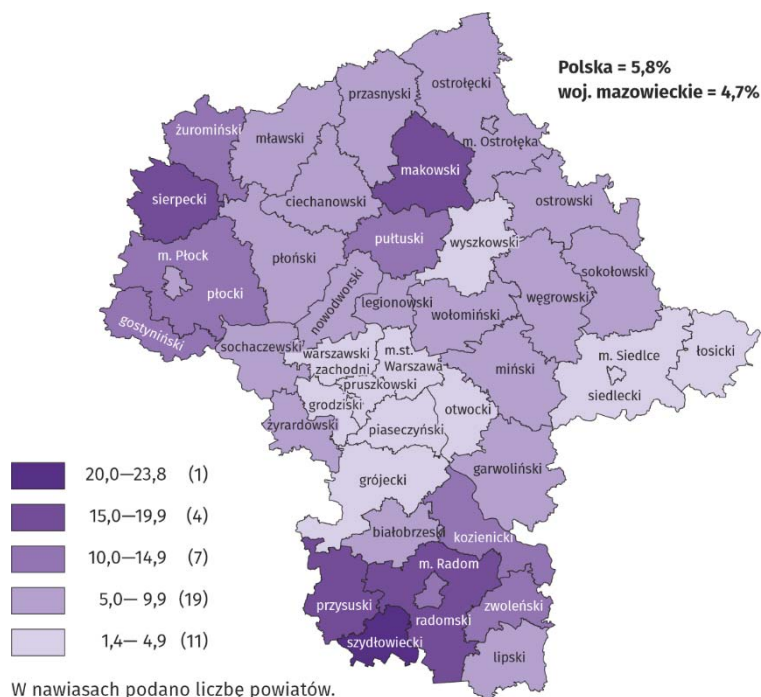 Polska = 5,8%
woj. mazowieckie = 4,7%
ostrołęcki
przasnyski
żuromiński
mławski
m. Ostrołęka
makowski
sierpecki
ciechanowski
ostrowski
pułtuski
wyszkowski
m. Płock
płoński
sokołowski
płocki
nowodworski
legionowski
węgrowski
wołomiński
gostyniński
sochaczewski
warszawski
zachodni
m.st.
Warszawa
m. Siedlce
łosicki
pruszkowski
miński
siedlecki
grodziski
otwocki
żyrardowski
piaseczyński
garwoliński
grójecki
białobrzeski
kozienicki
m. Radom
przysuski
zwoleński
radomski
szydłowiecki
lipski
20,0—23,8 (1)
15,0—19,9 (4)
10,0—14,9 (7)
5,0— 9,9 (19)
1,4— 4,9 (11)
W nawiasach podano liczbę powiatów.